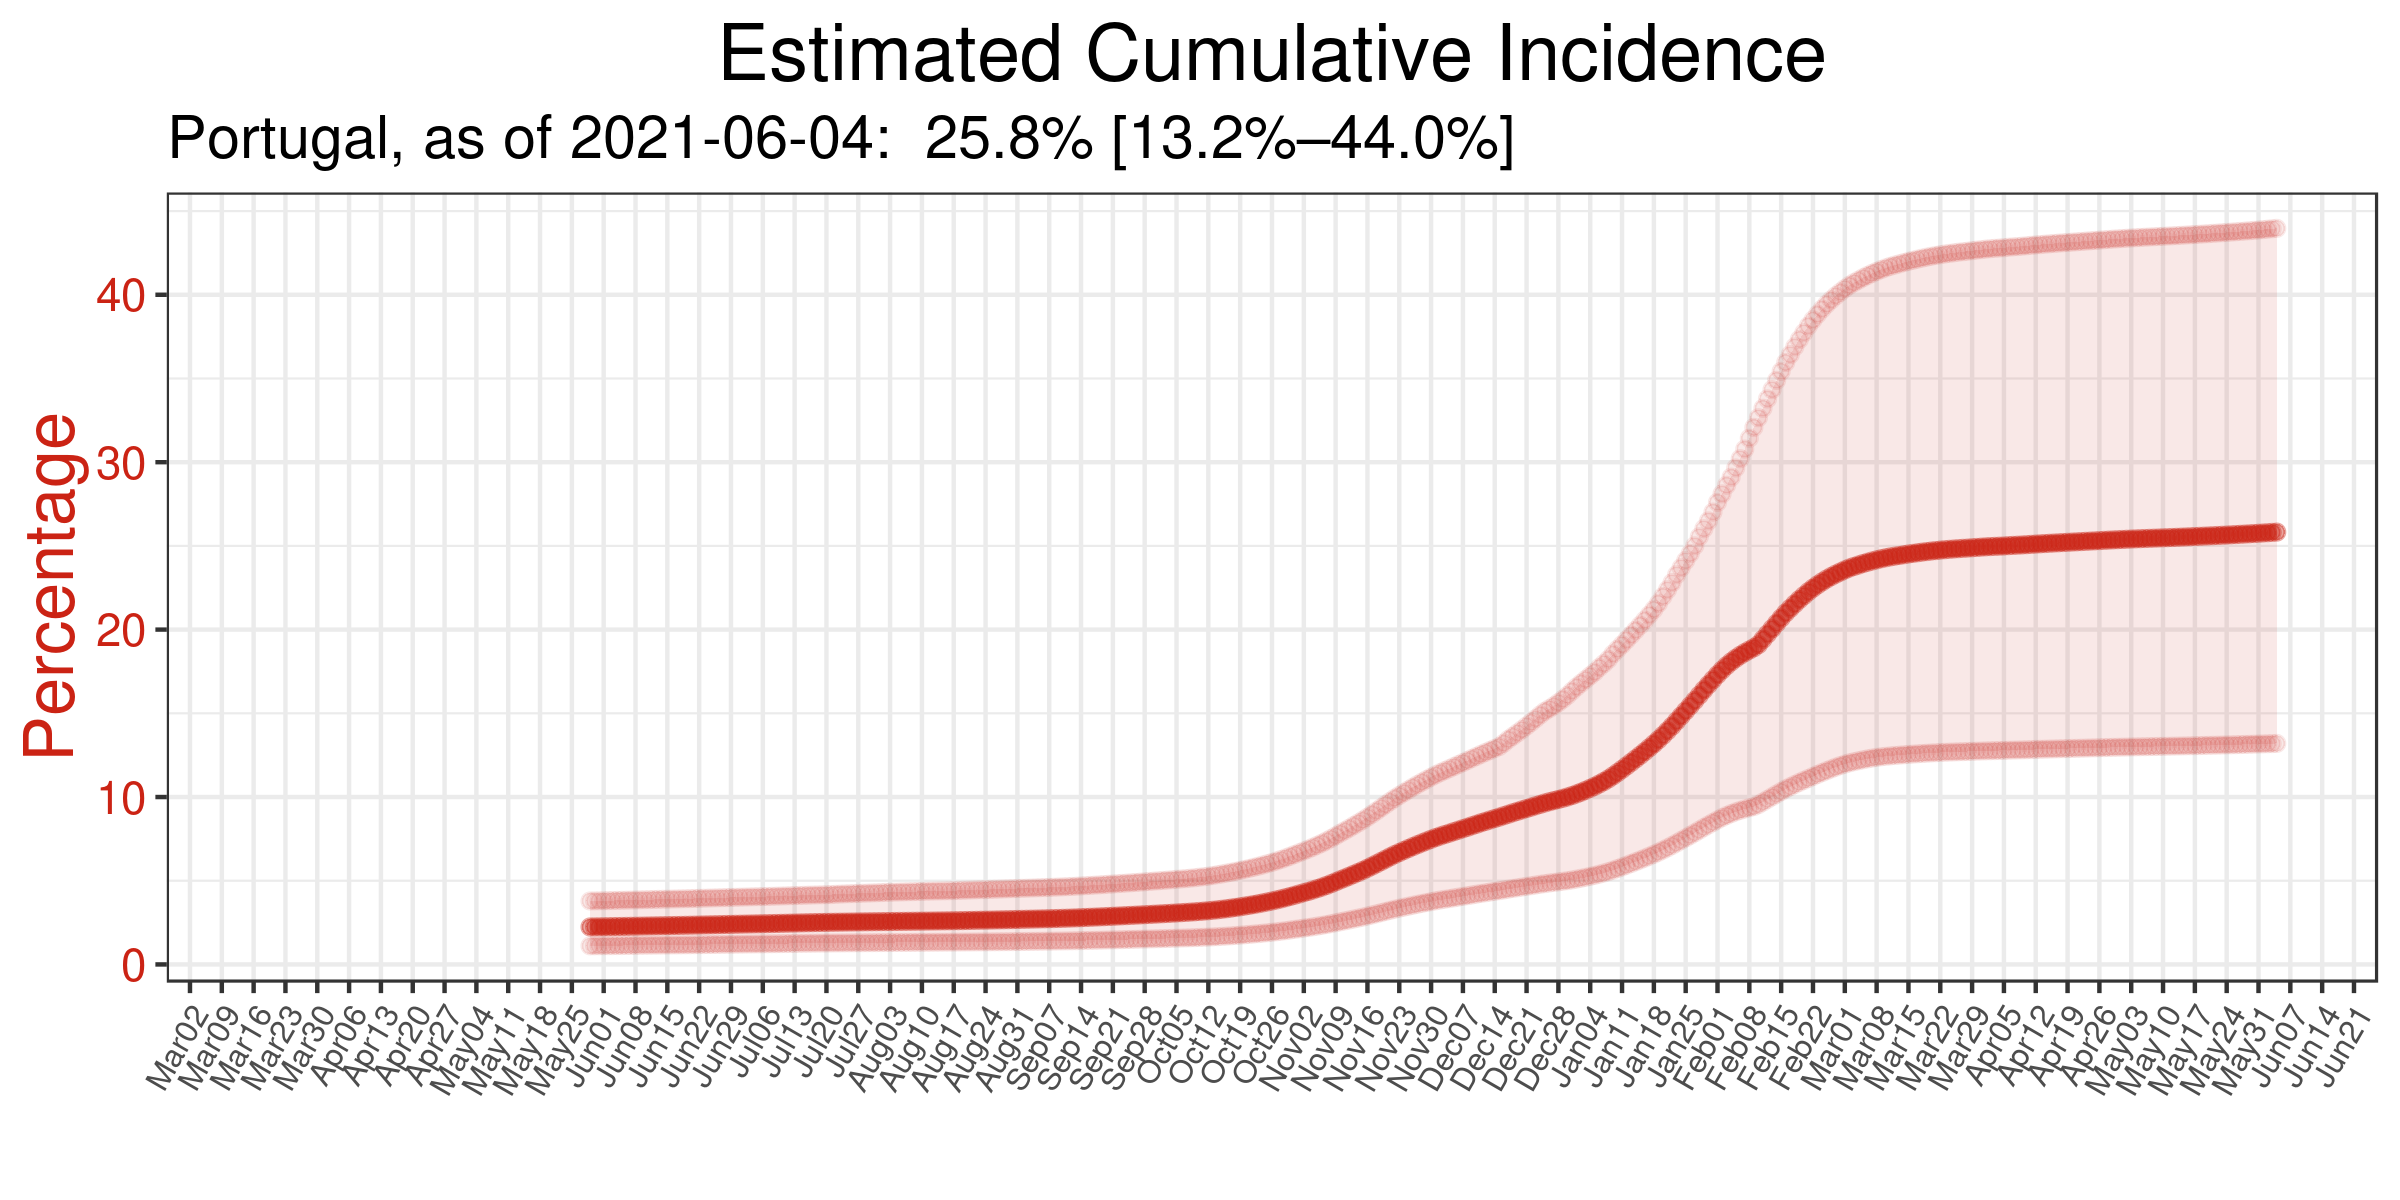 Estimated Cumulative Incidence
Portugal, as of 2021-06-04:  25.8% [13.2%–44.0%]
Percentage
40
30
20
10
0
Mar02
Mar09
Mar16
Mar23
Mar30
Apr06
Apr13
Apr20
Apr27
May04
May11
May18
May25
Jun01
Jun08
Jun15
Jun22
Jun29
Jul06
Jul13
Jul20
Jul27
Aug03
Aug10
Aug17
Aug24
Aug31
Sep07
Sep14
Sep21
Sep28
Oct05
Oct12
Oct19
Oct26
Nov02
Nov09
Nov16
Nov23
Nov30
Dec07
Dec14
Dec21
Dec28
Jan04
Jan11
Jan18
Jan25
Feb01
Feb08
Feb15
Feb22
Mar01
Mar08
Mar15
Mar22
Mar29
Apr05
Apr12
Apr19
Apr26
May03
May10
May17
May24
May31
Jun07
Jun14
Jun21